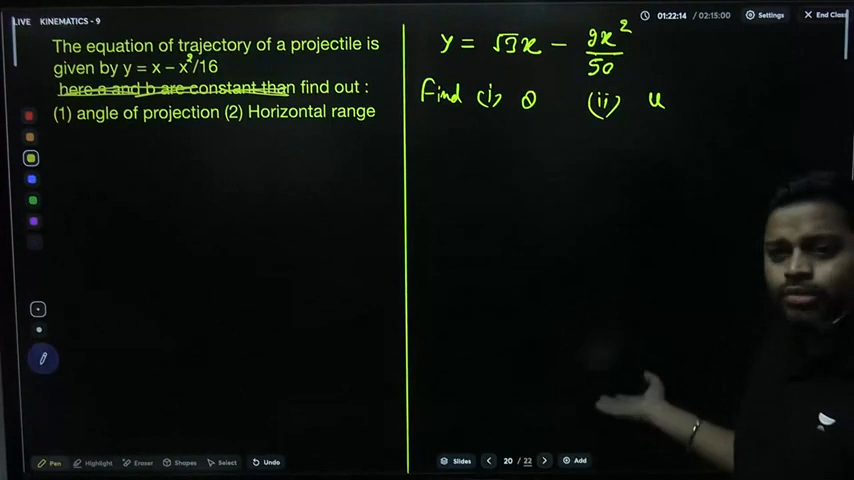 LIVE KINEMATICS - 9
01:22:14 / 02:15:00 Settings End Class
The equation of trajectory of a projectile is
given by y = x – x²/16
here a and b are constant than find out :
(1) angle of projection (2) Horizontal range
y = √3x − gx²/50
Find (i) θ (ii) u
Pen Highlight Eraser Shapes Select Undo
Slides 20 / 22 Add